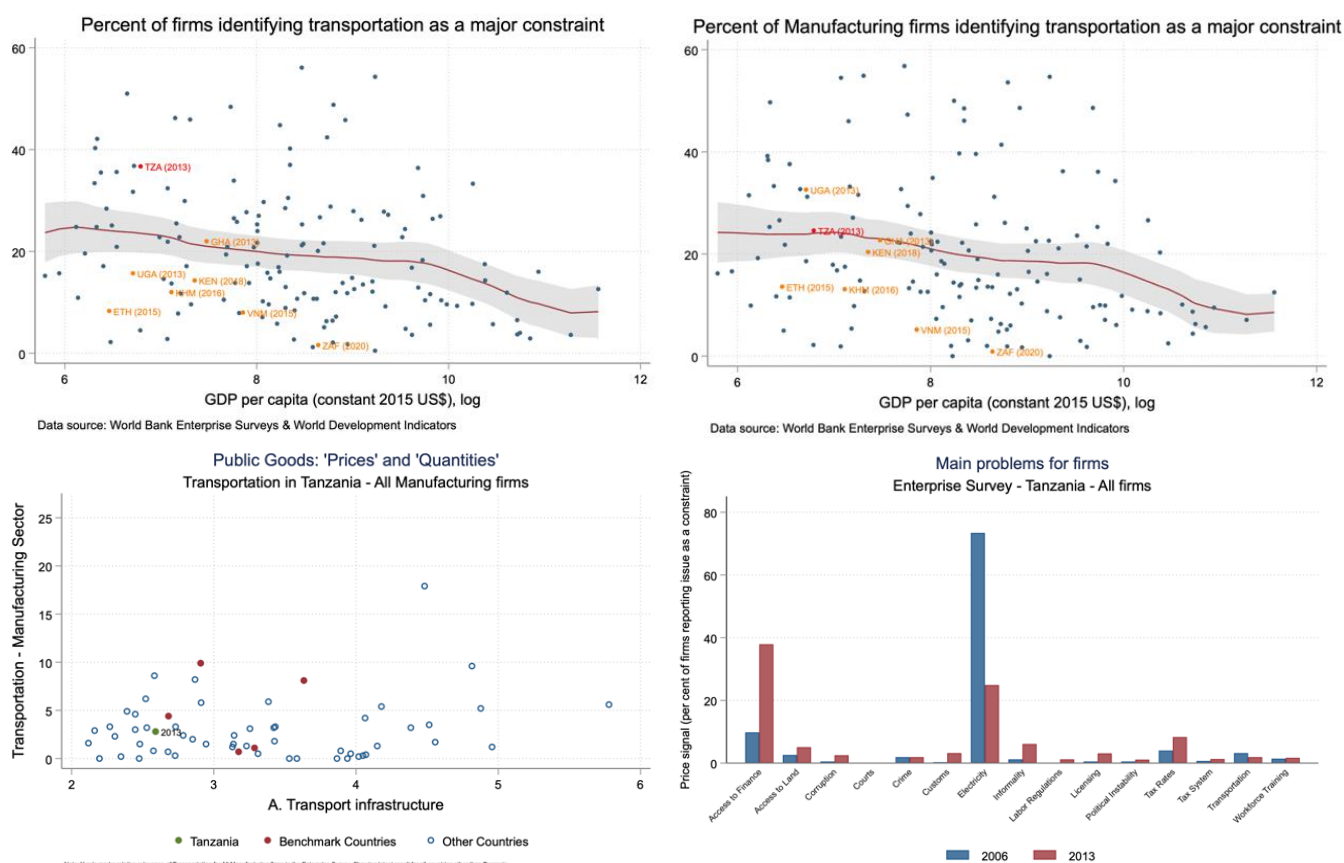 Percent of firms identifying transportation as a major constraint
60
40
20
0
TZA (2013)
GHA (2013)
UGA (2013)
KEN (2018)
KHM (2016)
ETH (2015)
VNM (2015)
ZAF (2020)
6 8 10 12
GDP per capita (constant 2015 US$), log
Data source: World Bank Enterprise Surveys & World Development Indicators
Percent of Manufacturing firms identifying transportation as a major constraint
60
40
20
0
UGA (2013)
TZA (2013)
GHA (2013)
KEN (2018)
ETH (2015)
KHM (2016)
VNM (2015)
ZAF (2020)
6 8 10 12
GDP per capita (constant 2015 US$), log
Data source: World Bank Enterprise Surveys & World Development Indicators
Public Goods: 'Prices' and 'Quantities'
Transportation in Tanzania - All Manufacturing firms
Transportation - Manufacturing Sector
25
20
15
10
5
0
2013
2 3 4 5 6
A. Transport infrastructure
Tanzania Benchmark Countries Other Countries
Main problems for firms
Enterprise Survey - Tanzania - All firms
Price signal (per cent of firms reporting issue as a constraint)
80
60
40
20
0
Access to Finance
Access to Land
Corruption
Courts
Crime
Customs
Electricity
Informality
Labor Regulations
Licensing
Political Instability
Tax Rates
Tax System
Transportation
Workforce Training
2006 2013